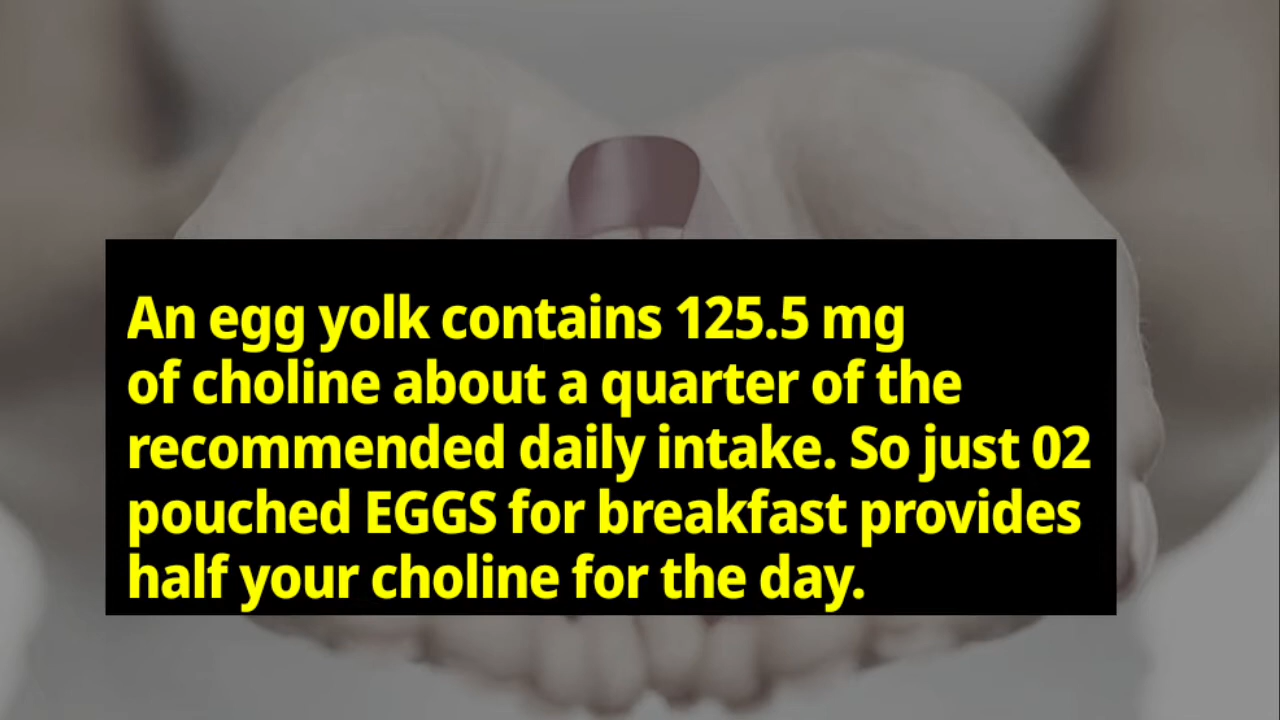 An egg yolk contains 125.5 mg
of choline about a quarter of the
recommended daily intake. So just 02
pouched EGGS for breakfast provides
half your choline for the day.